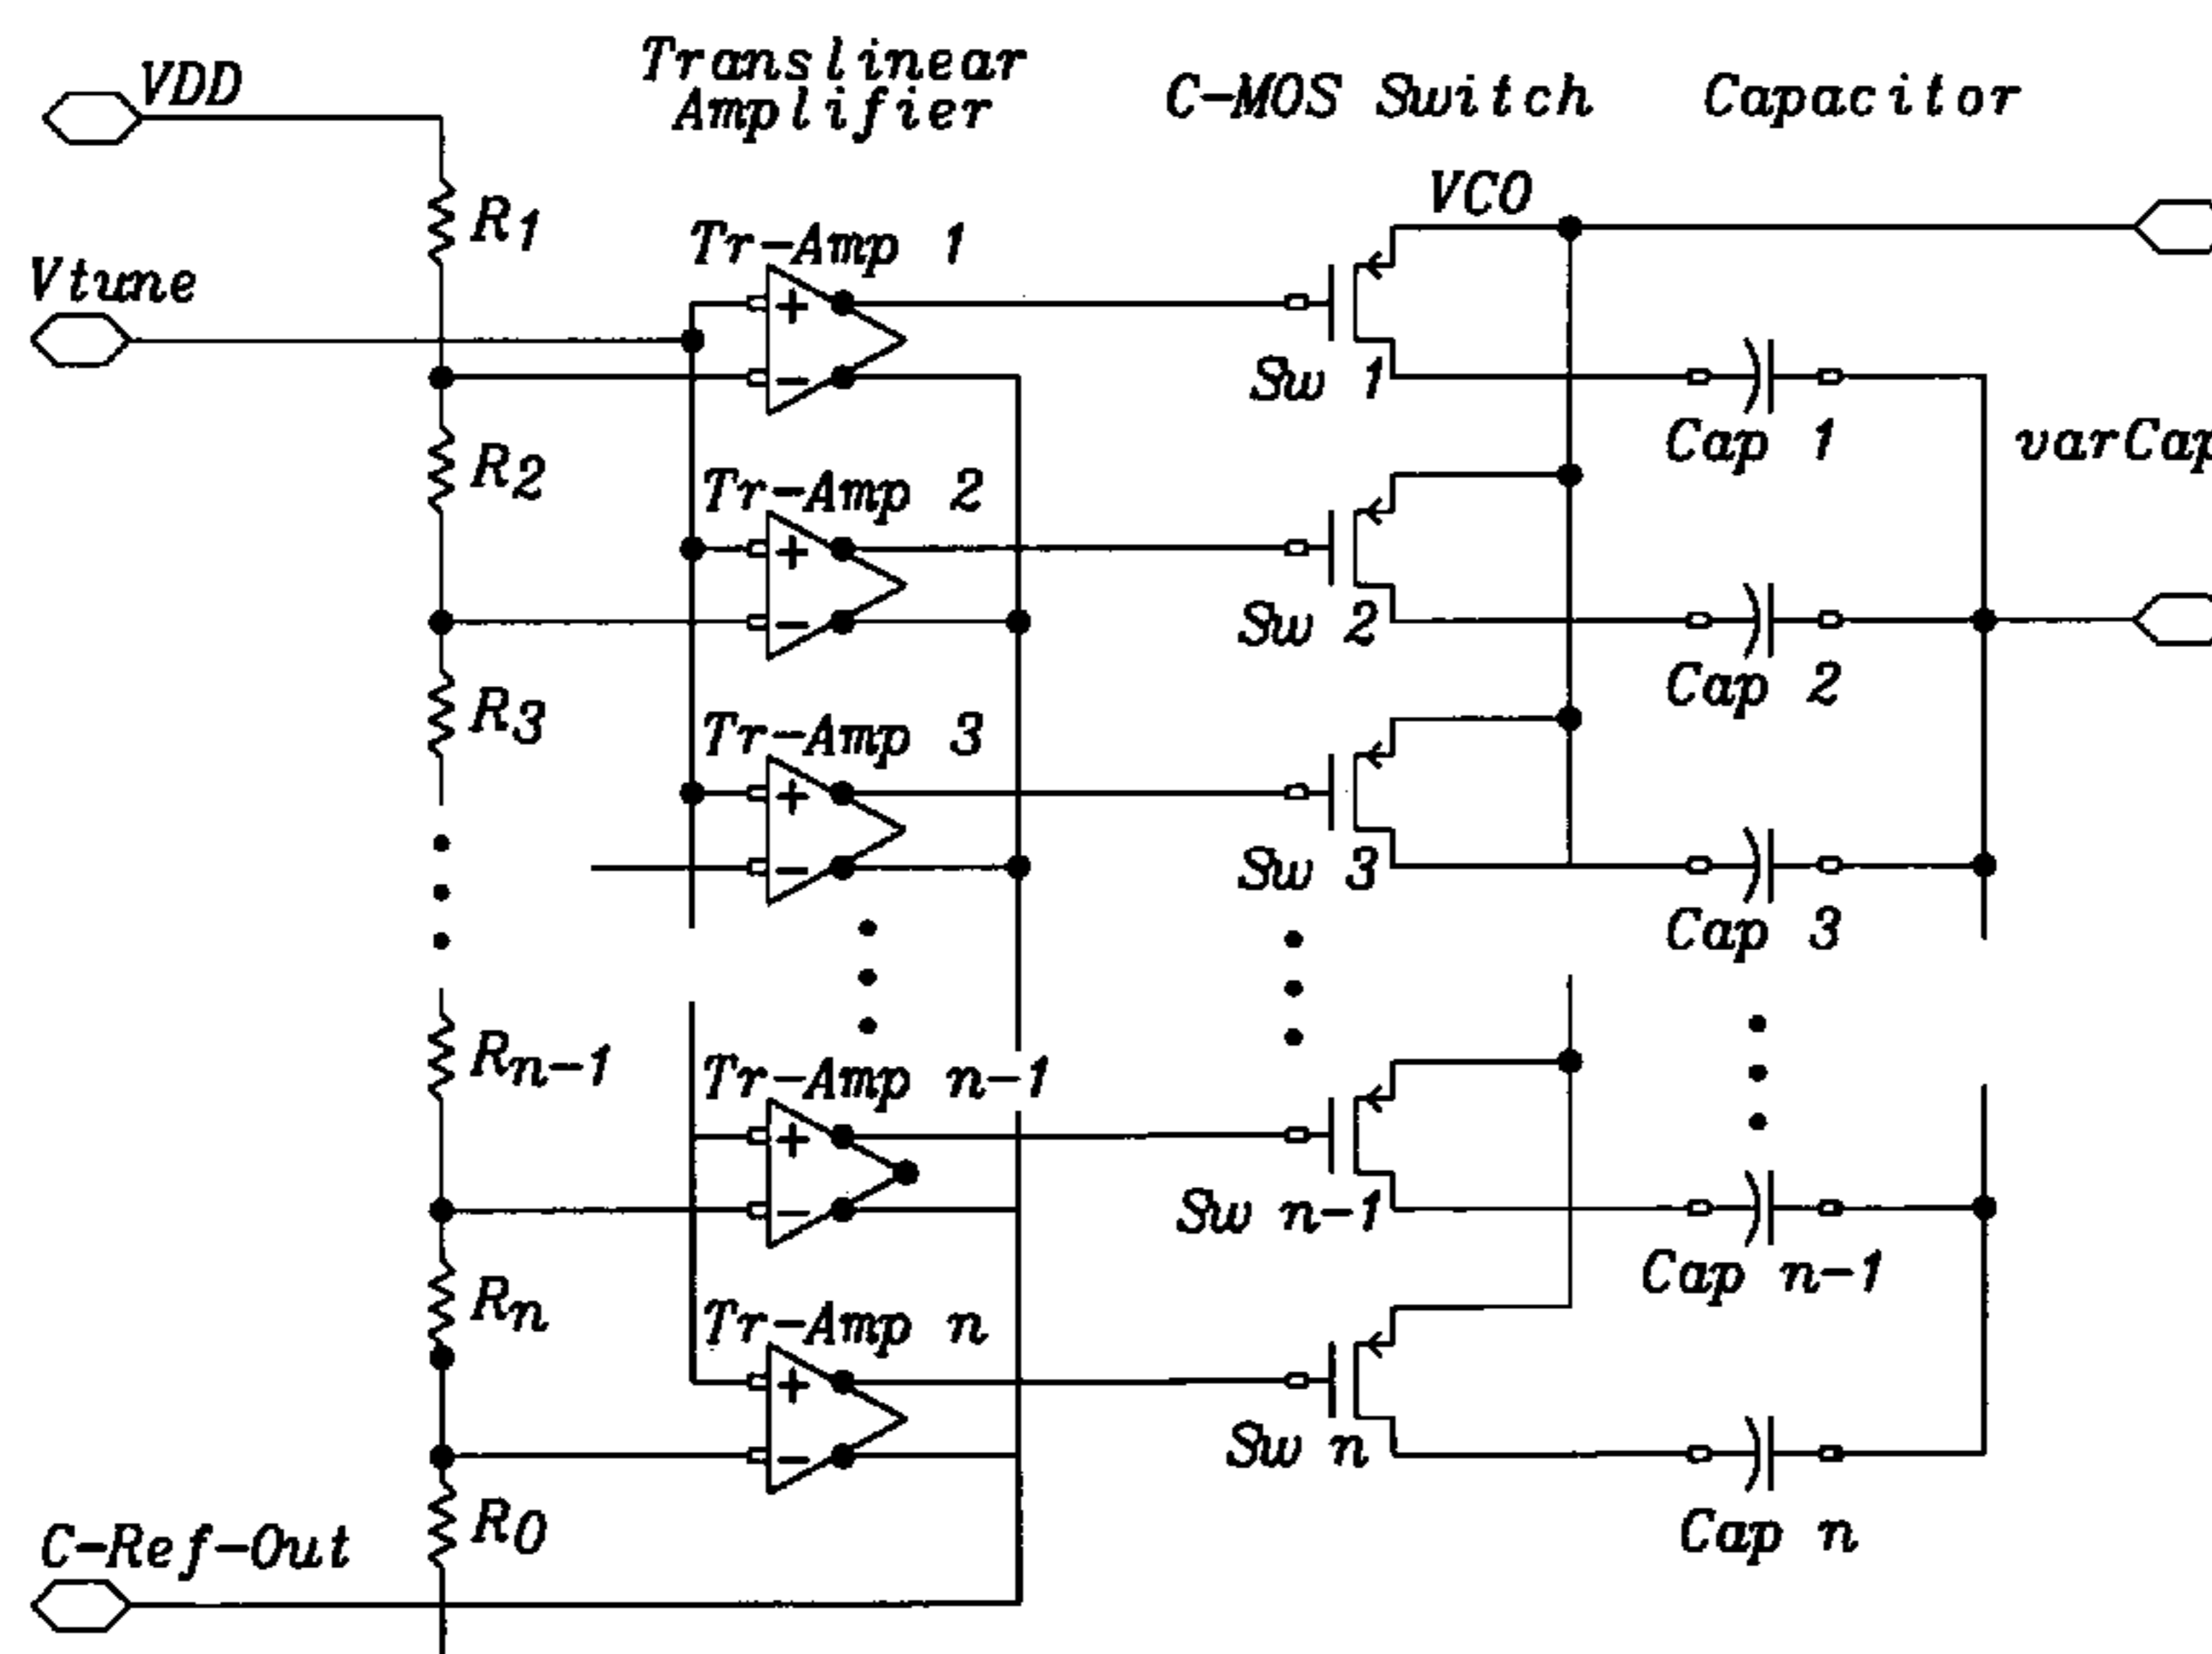 VDD
Translinear
Amplifier
C-MOS Switch
Capacitor
VCO
R1
Tr-Amp 1
Vtune
+
-
Sw 1
Cap 1
varCap
R2
Tr-Amp 2
+
-
Sw 2
Cap 2
R3
Tr-Amp 3
+
-
Sw 3
Cap 3
Rn-1
Tr-Amp n-1
+
-
Sw n-1
Cap n-1
Rn
Tr-Amp n
+
-
Sw n
Cap n
R0
C-Ref-Out